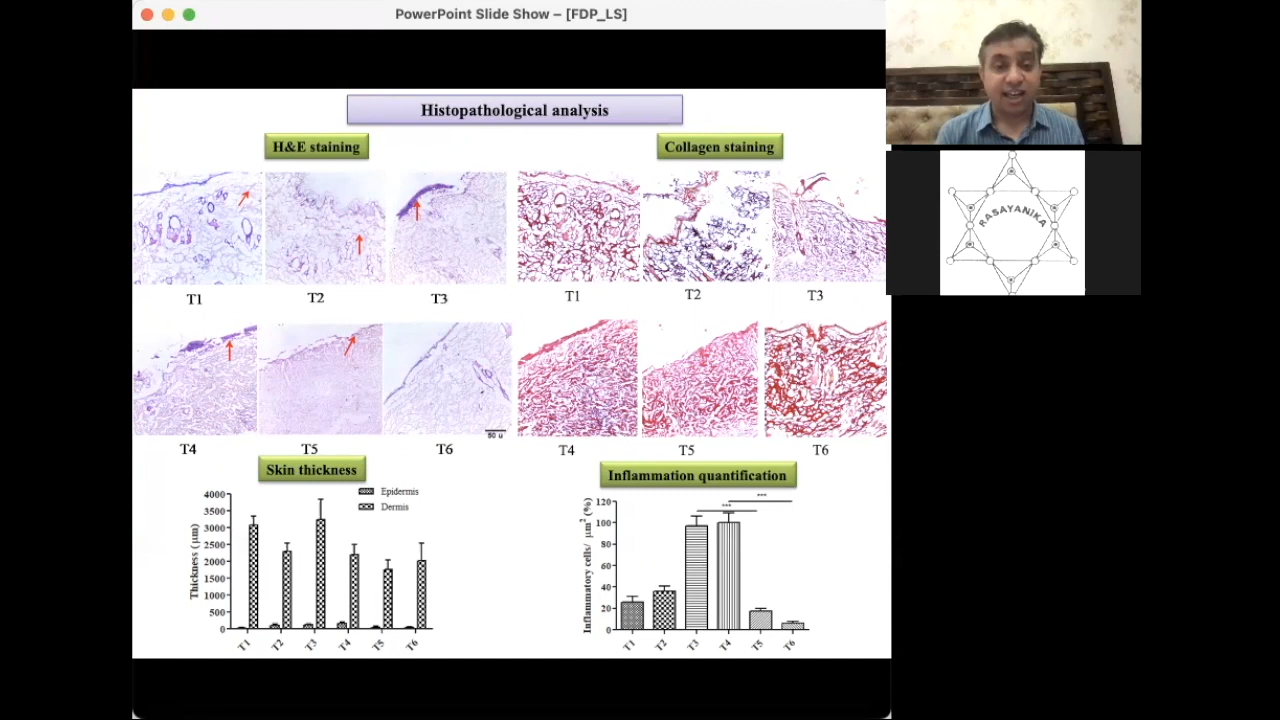 PowerPoint Slide Show – [FDP_LS]
Histopathological analysis
H&E staining
Collagen staining
T1
T2
T3
T1
T2
T3
50 u
T4
T5
T6
T4
T5
T6
Skin thickness
Inflammation quantification
Epidermis
Dermis
Thickness (μm)
4000
3500
3000
2500
2000
1500
1000
500
0
T1
T2
T3
T4
T5
T6
***
***
Inflammatory cells/ μm² (%)
120
100
80
60
40
20
0
T1
T2
T3
T4
T5
T6
RASAYANIKA